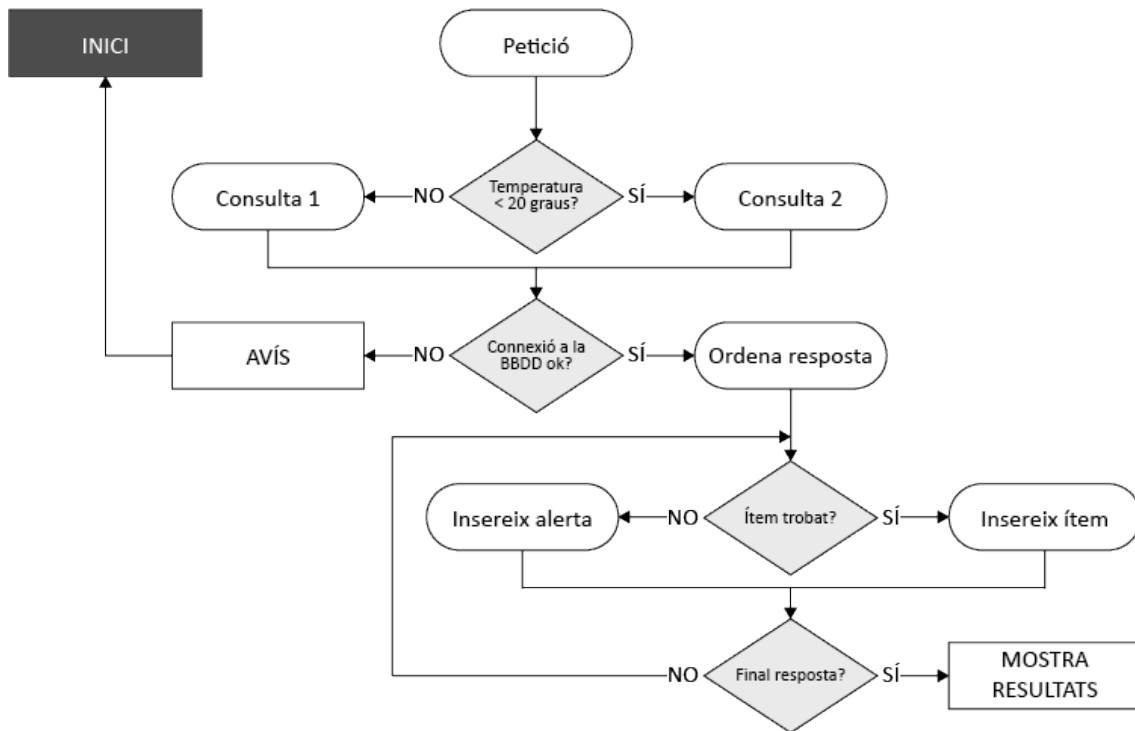 INICI
Petició
Consulta 1
NO
Temperatura
< 20 graus?
SÍ
Consulta 2
AVÍS
NO
Connexió a la
BBDD ok?
SÍ
Ordena resposta
Insereix alerta
NO
Ítem trobat?
SÍ
Insereix ítem
NO
Final resposta?
SÍ
MOSTRA
RESULTATS